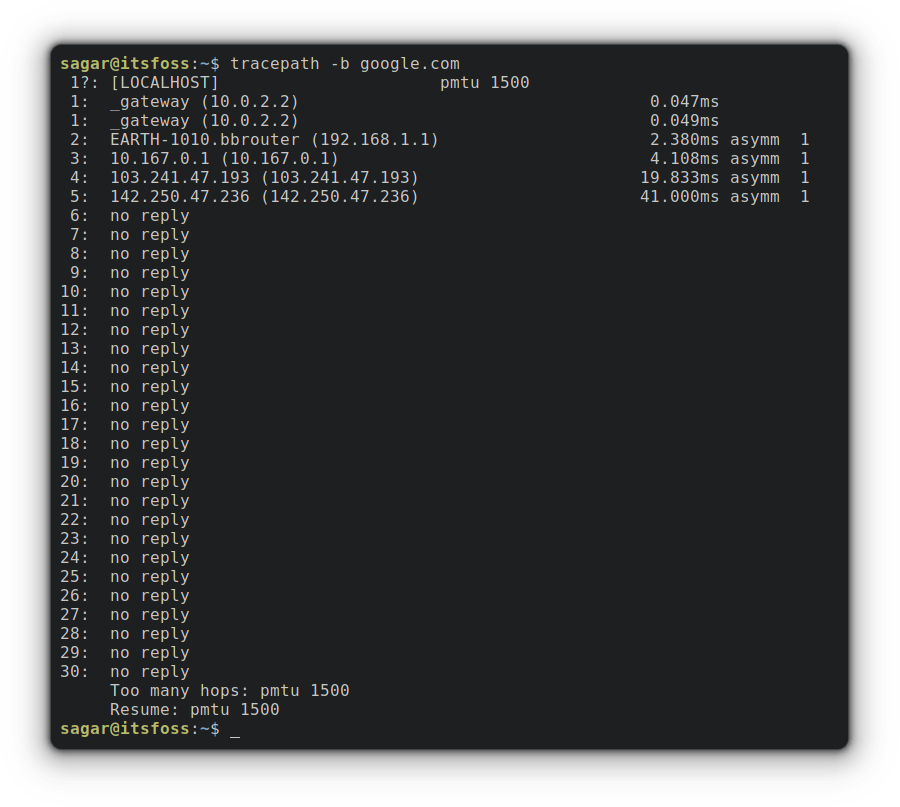 sagar@itsfoss:~$ tracepath -b google.com
 1?: [LOCALHOST]                      pmtu 1500
 1:  _gateway (10.0.2.2)                                   0.047ms
 1:  _gateway (10.0.2.2)                                   0.049ms
 2:  EARTH-1010.bbrouter (192.168.1.1)                     2.380ms asymm  1
 3:  10.167.0.1 (10.167.0.1)                               4.108ms asymm  1
 4:  103.241.47.193 (103.241.47.193)                      19.833ms asymm  1
 5:  142.250.47.236 (142.250.47.236)                      41.000ms asymm  1
 6:  no reply
 7:  no reply
 8:  no reply
 9:  no reply
10:  no reply
11:  no reply
12:  no reply
13:  no reply
14:  no reply
15:  no reply
16:  no reply
17:  no reply
18:  no reply
19:  no reply
20:  no reply
21:  no reply
22:  no reply
23:  no reply
24:  no reply
25:  no reply
26:  no reply
27:  no reply
28:  no reply
29:  no reply
30:  no reply
     Too many hops: pmtu 1500
     Resume: pmtu 1500
sagar@itsfoss:~$ _